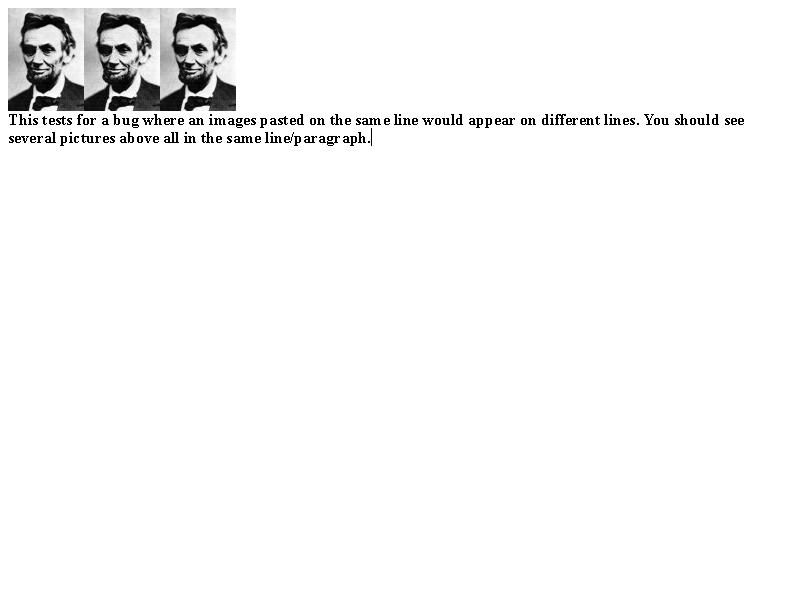 This tests for a bug where an images pasted on the same line would appear on different lines. You should see
several pictures above all in the same line/paragraph.